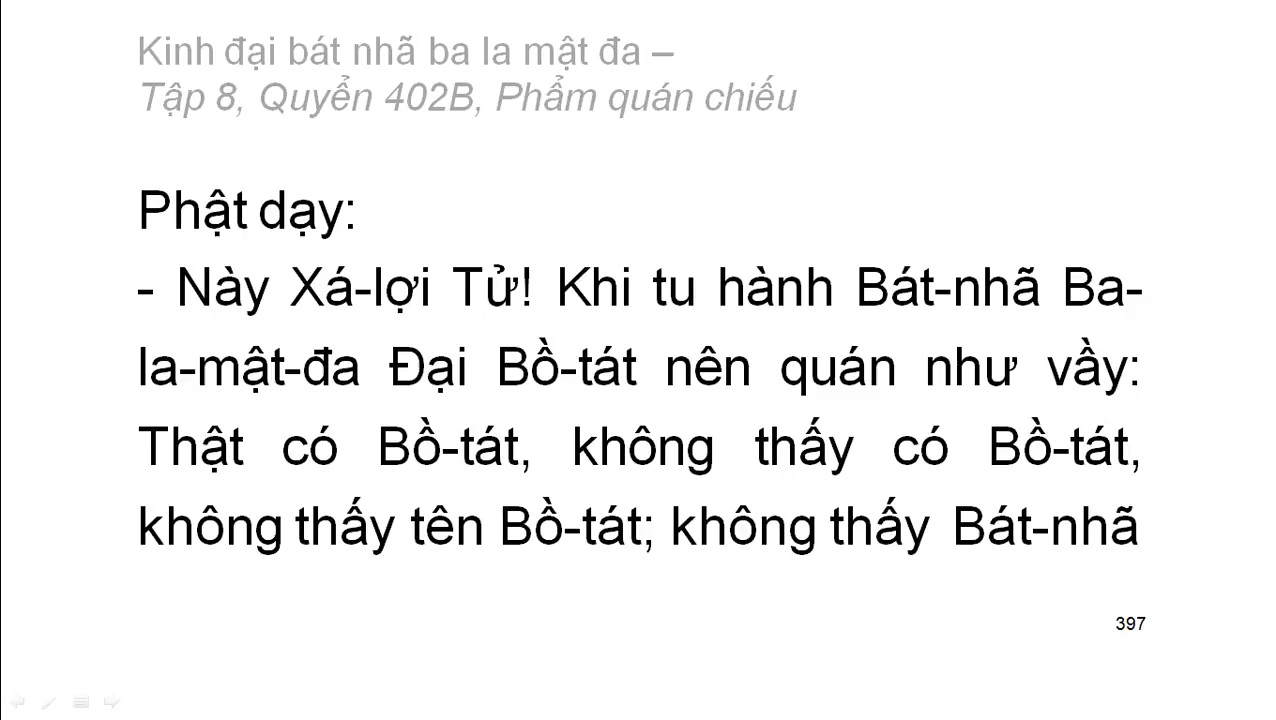 Kinh đại bát nhã ba la mật đa –
Tập 8, Quyển 402B, Phẩm quán chiếu
Phật dạy:
- Này Xá-lợi Tử! Khi tu hành Bát-nhã Ba-
la-mật-đa Đại Bồ-tát nên quán như vầy:
Thật có Bồ-tát, không thấy có Bồ-tát,
không thấy tên Bồ-tát; không thấy Bát-nhã
397